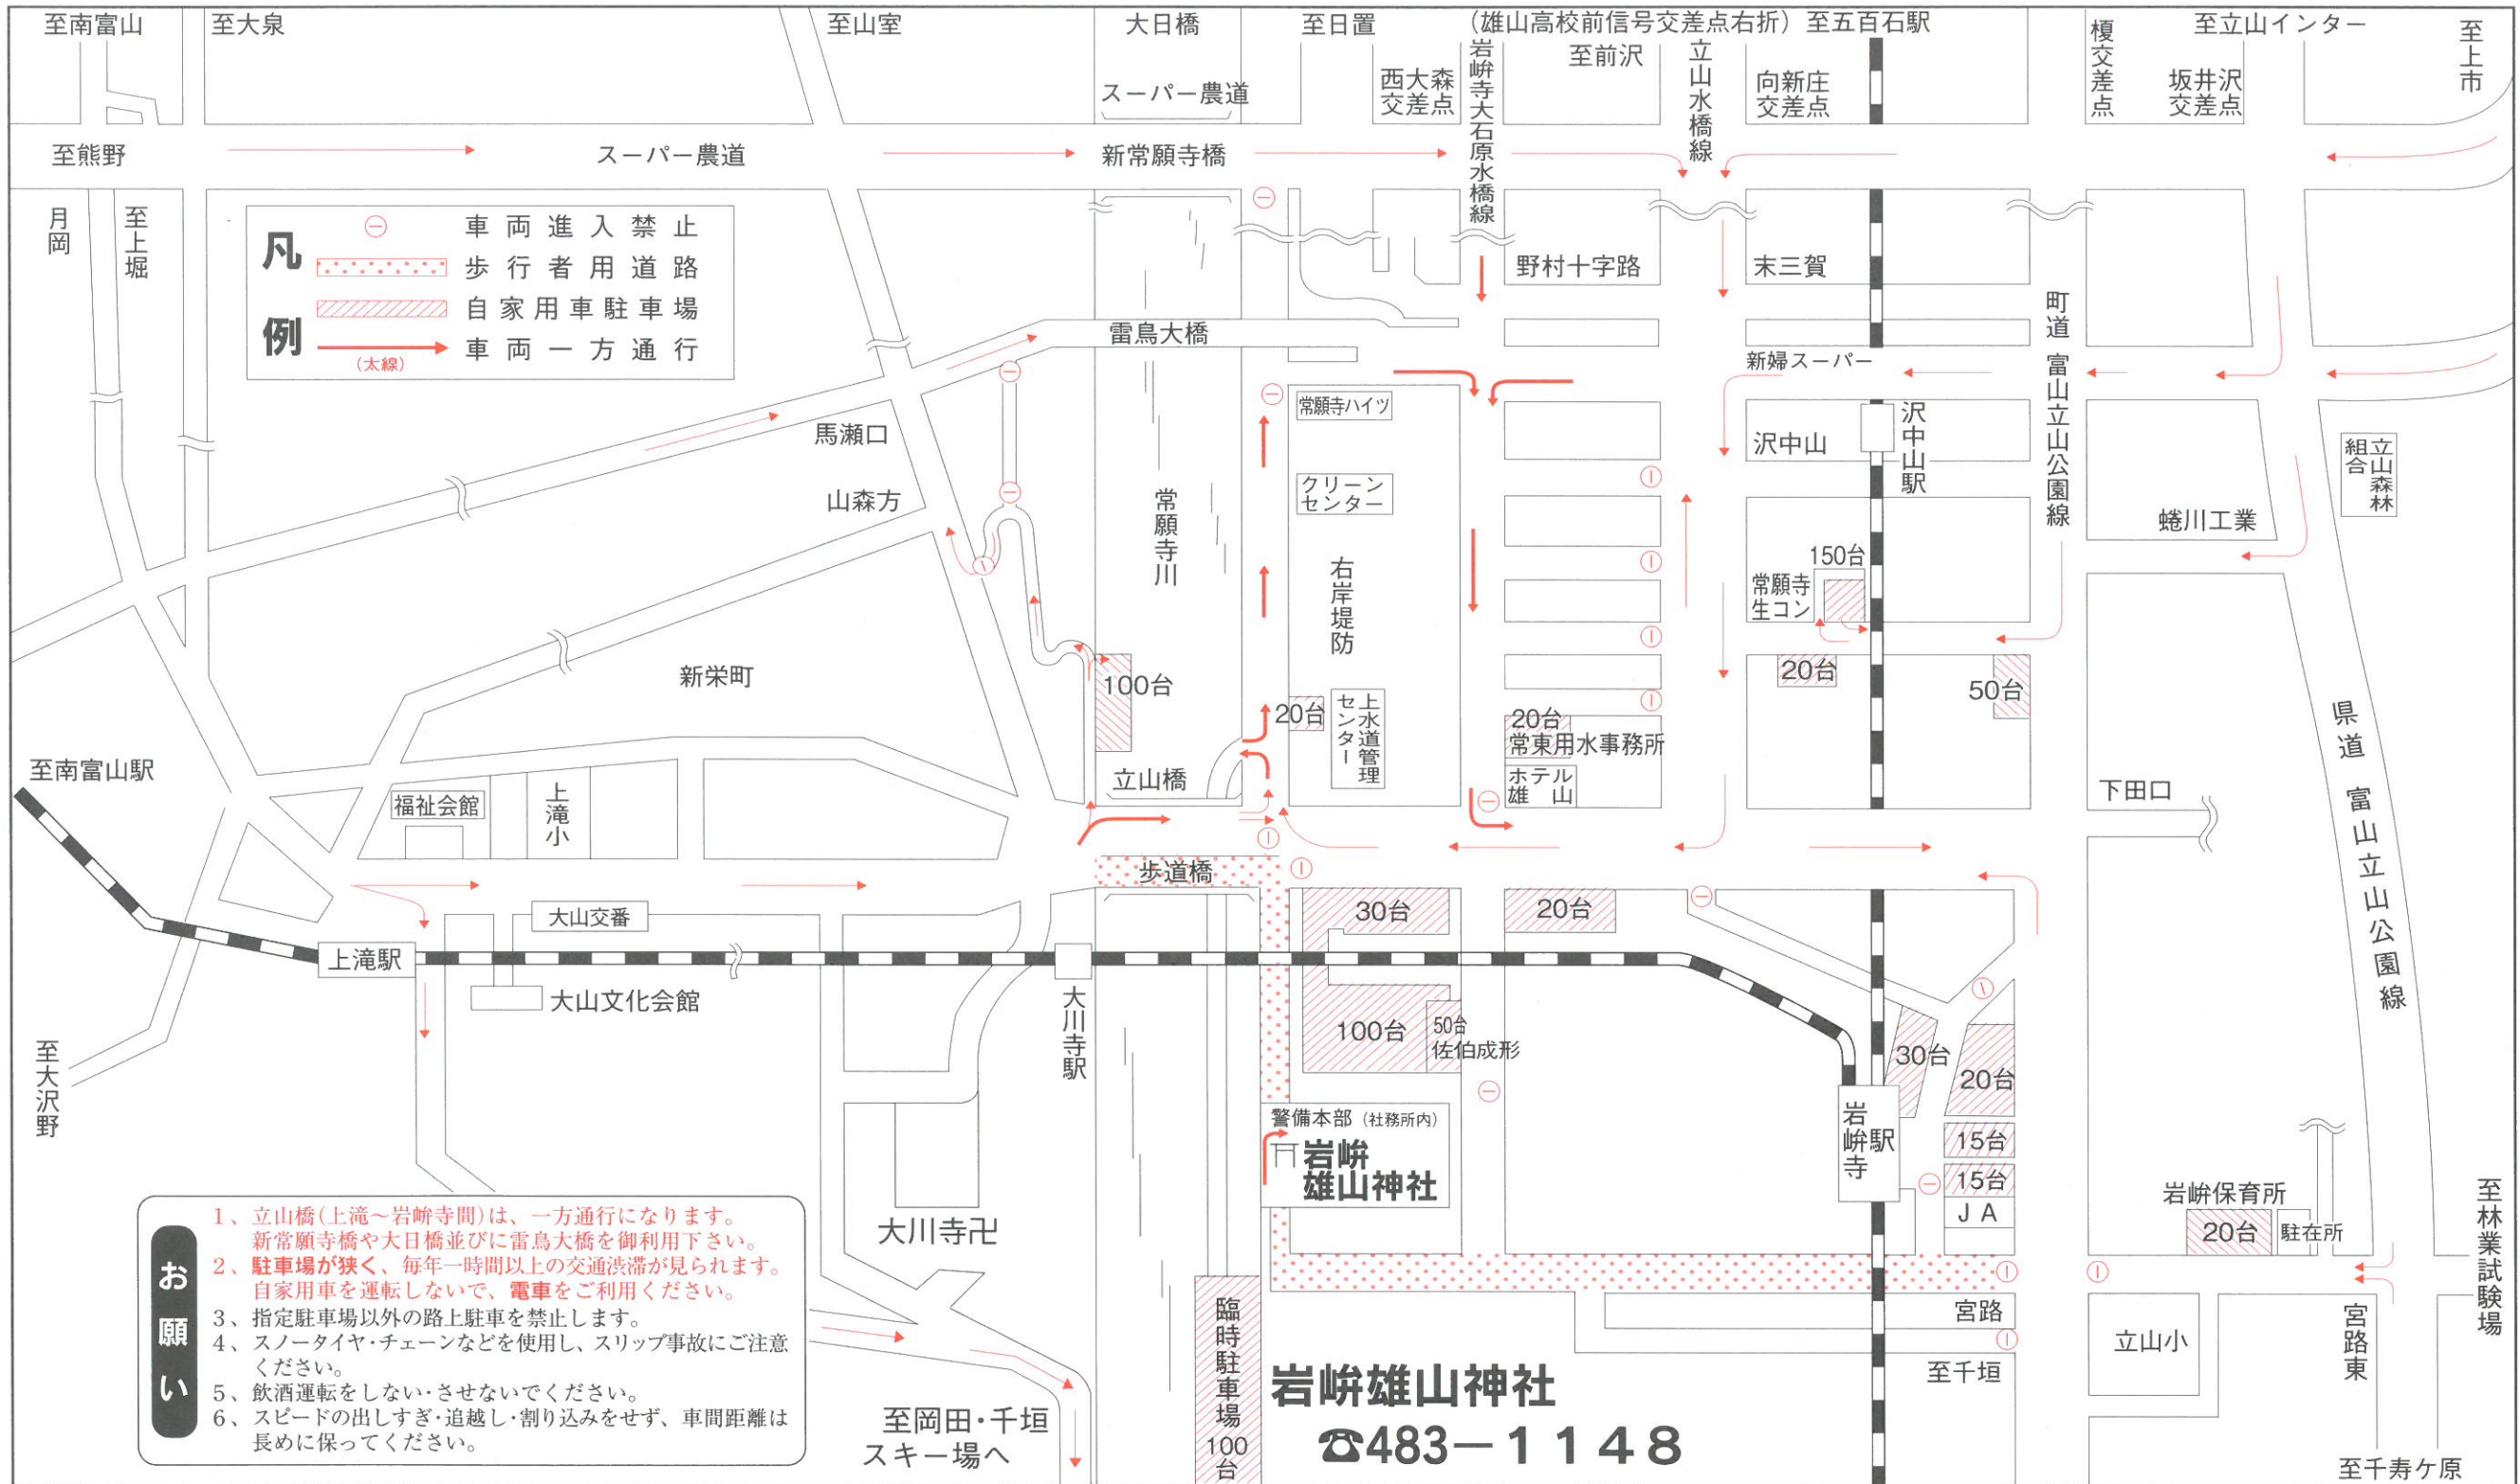 至南富山
至大泉
至山室
大日橋
至日置
(雄山高校前信号交差点右折) 至五百石駅
榎交差点
至立山インター
至上市
スーパー農道
西大森
交差点
岩峅寺大石原水橋線
至前沢
立山水橋線
向新庄
交差点
坂井沢
交差点
至熊野
スーパー農道
新常願寺橋
月岡
至上堀
凡例
車両進入禁止
歩行者用道路
自家用車駐車場
(太線)
車両一方通行
野村十字路
末三賀
町道 富山立山公園線
雷鳥大橋
新婦スーパー
馬瀬口
常願寺ハイツ
沢中山
沢中山駅
立山森林
組合
山森方
常願寺川
クリーン
センター
蜷川工業
右岸堤防
150台
常願寺
生コン
新栄町
100台
20台
上水道管理
センター
20台
常東用水事務所
20台
50台
県道 富山立山公園線
至南富山駅
福祉会館
上滝小
立山橋
ホテル
雄山
下田口
歩道橋
大山交番
30台
20台
上滝駅
大山文化会館
大川寺駅
100台
50台
佐伯成形
30台
20台
至大沢野
警備本部(社務所内)
岩峅
雄山神社
岩峅寺駅
15台
15台
JA
大川寺卍
岩峅保育所
20台
駐在所
至林業試験場
お願い
1、立山橋(上滝~岩峅寺間)は、一方通行になります。
新常願寺橋や大日橋並びに雷鳥大橋を御利用下さい。
2、駐車場が狭く、毎年一時間以上の交通渋滞が見られます。
自家用車を運転しないで、電車をご利用ください。
3、指定駐車場以外の路上駐車を禁止します。
4、スノータイヤ・チェーンなどを使用し、スリップ事故にご注意
ください。
5、飲酒運転をしない・させないでください。
6、スピードの出しすぎ・追越し・割り込みをせず、車間距離は
長めに保ってください。
臨時駐車場
100台
宮路
立山小
宮路東
至千垣
岩峅雄山神社
☎483-1148
至岡田・千垣
スキー場へ
至千寿ケ原